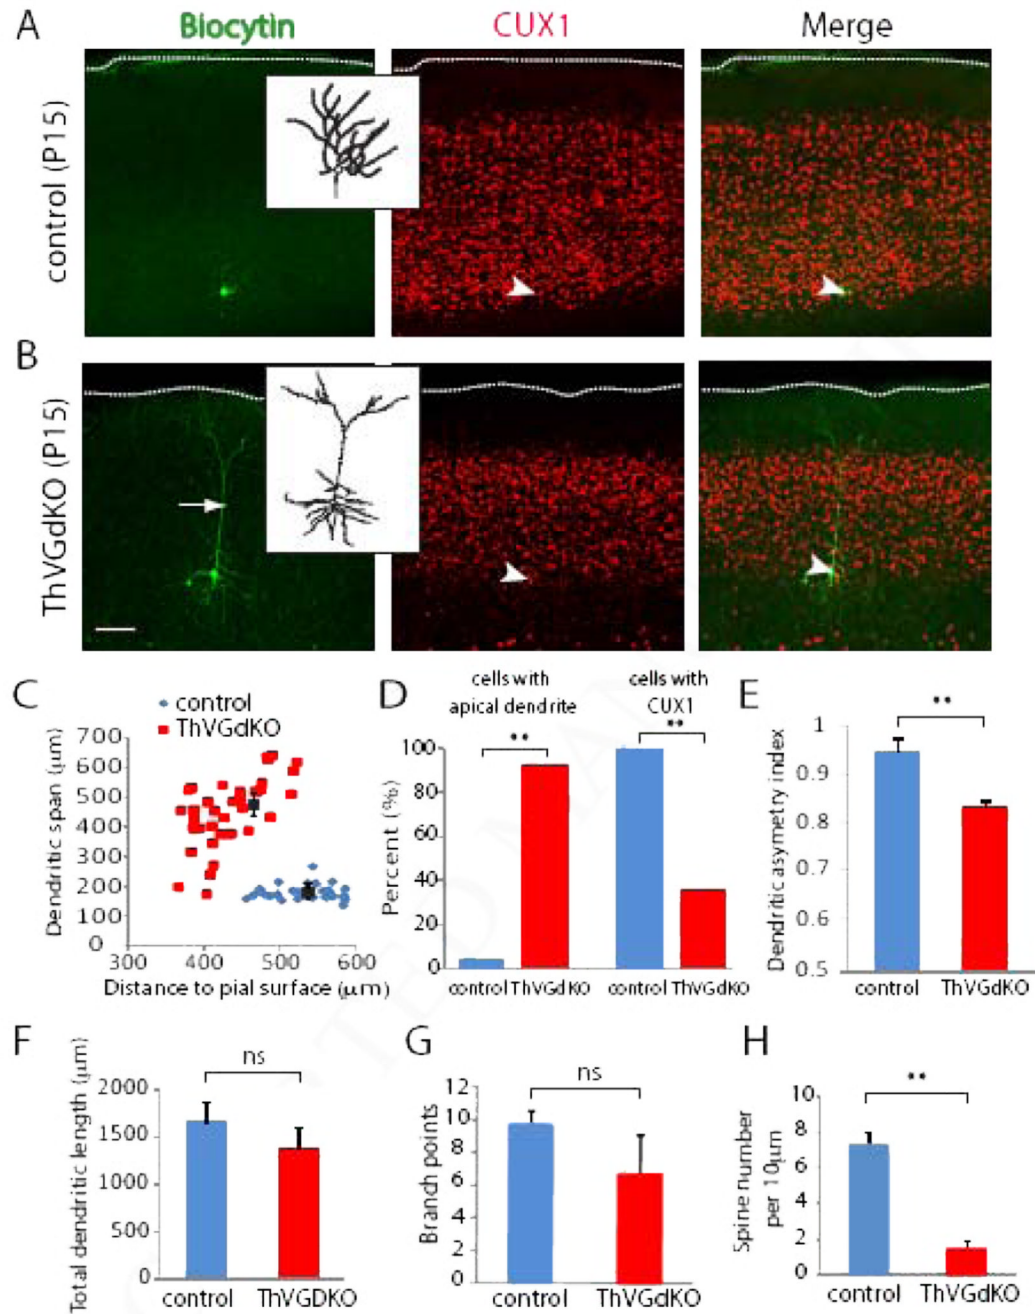 A
Biocytin
CUX1
Merge
control (P15)
B
ThVGdKO (P15)
C
control
ThVGdKO
Dendritic span (μm)
700
600
500
400
300
200
100
0
300
400
500
600
Distance to pial surface (μm)
D
cells with
apical dendrite
cells with
CUX1
**
**
Percent (%)
100
80
60
40
20
0
control ThVGdKO
control ThVGdKO
E
**
Dendritic asymmetry index
1
0.9
0.8
0.7
0.6
0.5
control
ThVGdKO
F
ns
Total dendritic length (μm)
2000
1500
1000
500
0
control
ThVGDKO
G
ns
Branch points
12
10
8
6
4
2
0
control
ThVGdKO
H
**
Spine number
per 10μm
8
6
4
2
0
control
ThVGdKO